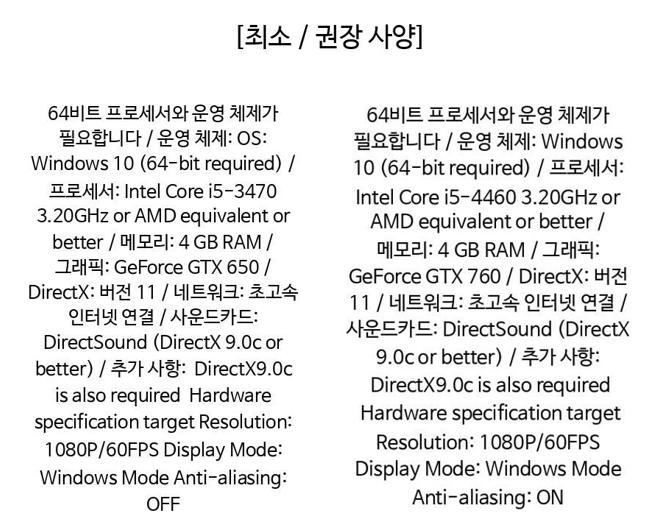 [최소 / 권장 사양]
64비트 프로세서와 운영 체제가
필요합니다 / 운영 체제: OS:
Windows 10 (64-bit required) /
프로세서: Intel Core i5-3470
3.20GHz or AMD equivalent or
better / 메모리: 4 GB RAM /
그래픽: GeForce GTX 650 /
DirectX: 버전 11 / 네트워크: 초고속
인터넷 연결 / 사운드카드:
DirectSound (DirectX 9.0c or
better) / 추가 사항: DirectX9.0c
is also required Hardware
specification target Resolution:
1080P/60FPS Display Mode:
Windows Mode Anti-aliasing:
OFF
64비트 프로세서와 운영 체제가
필요합니다 / 운영 체제: Windows
10 (64-bit required) / 프로세서:
Intel Core i5-4460 3.20GHz or
AMD equivalent or better /
메모리: 4 GB RAM / 그래픽:
GeForce GTX 760 / DirectX: 버전
11 / 네트워크: 초고속 인터넷 연결 /
사운드카드: DirectSound (DirectX
9.0c or better) / 추가 사항:
DirectX9.0c is also required
Hardware specification target
Resolution: 1080P/60FPS
Display Mode: Windows Mode
Anti-aliasing: ON